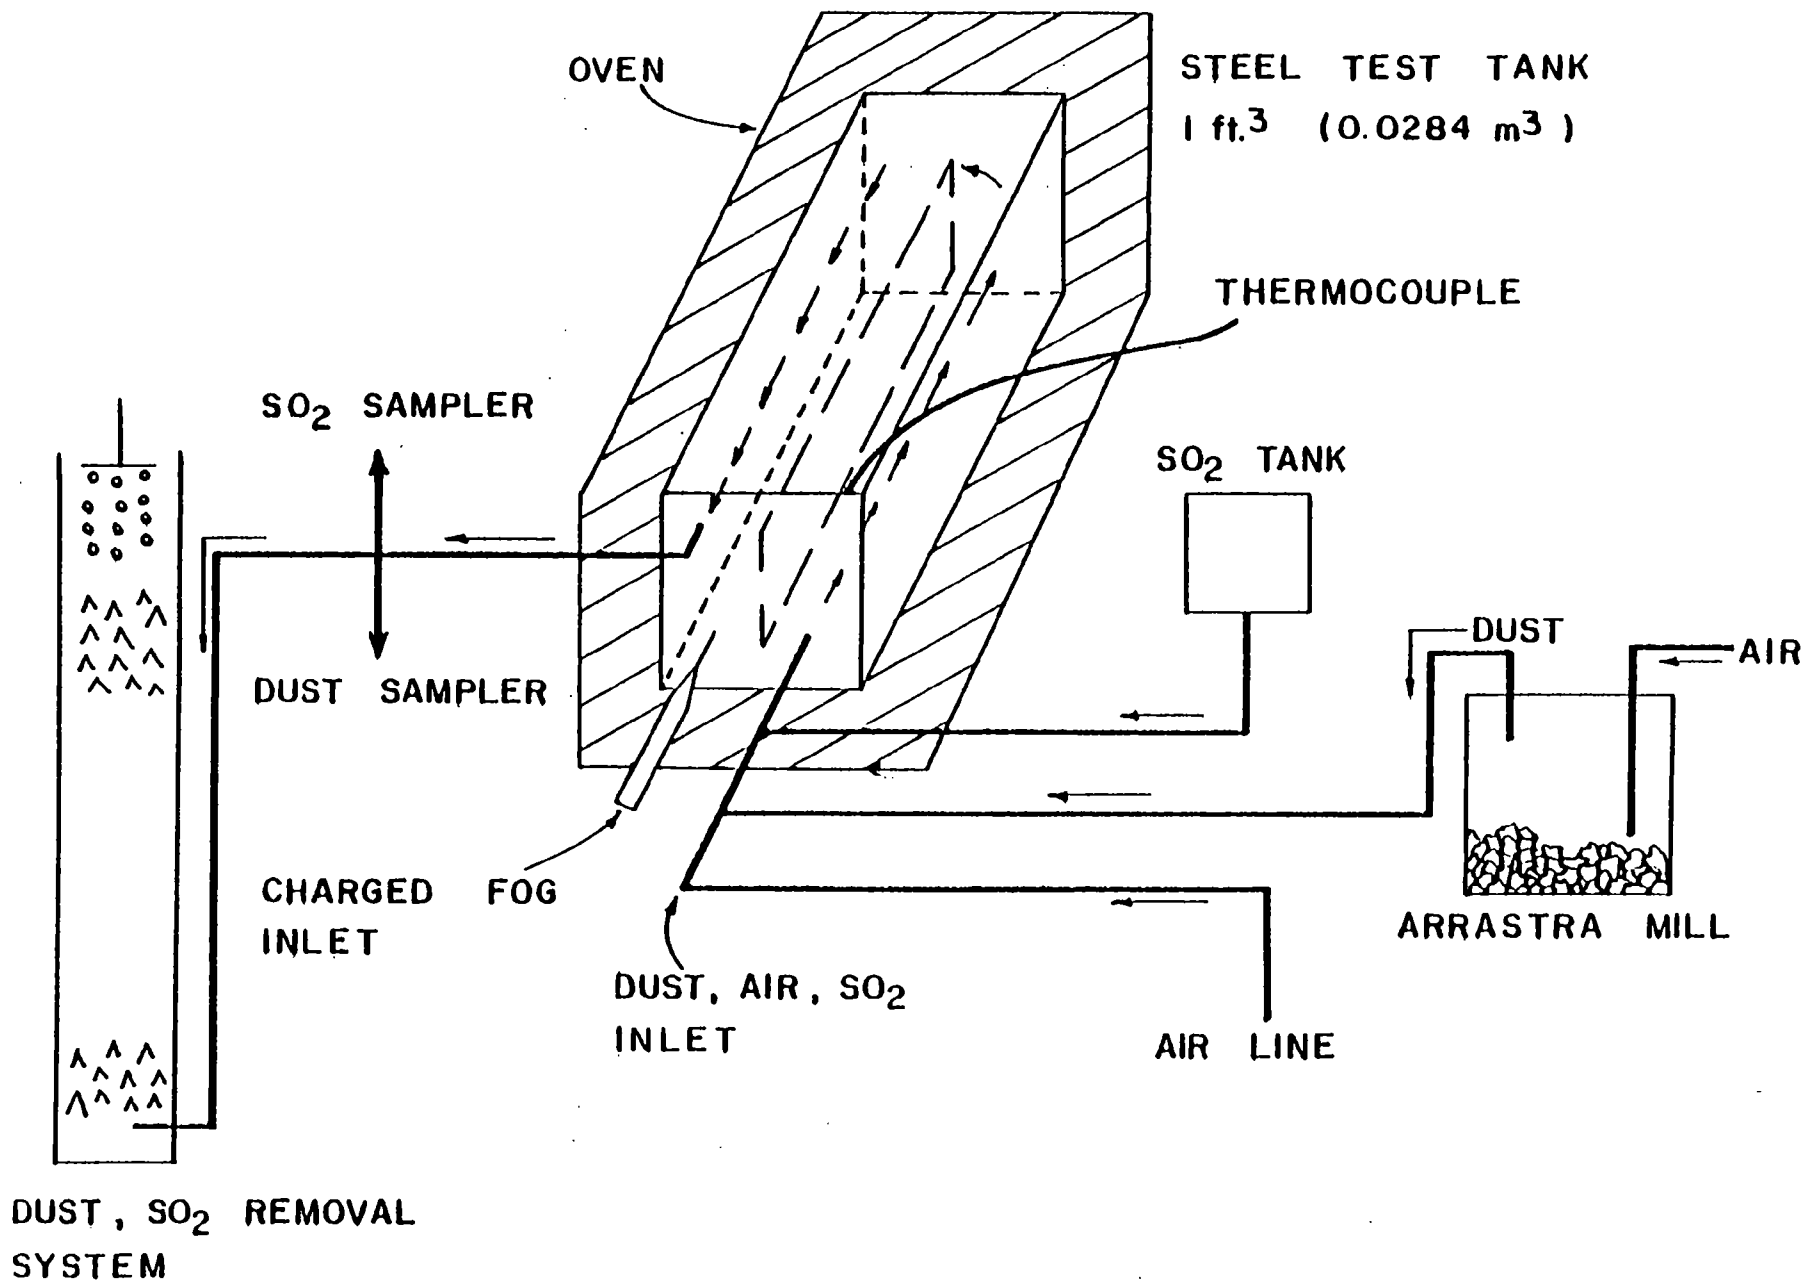 OVEN
STEEL TEST TANK
1 ft.³ (0.0284 m³)
THERMOCOUPLE
SO₂ SAMPLER
SO₂ TANK
DUST
AIR
DUST SAMPLER
CHARGED FOG
INLET
ARRASTRA MILL
DUST, AIR, SO₂
INLET
AIR LINE
DUST, SO₂ REMOVAL
SYSTEM